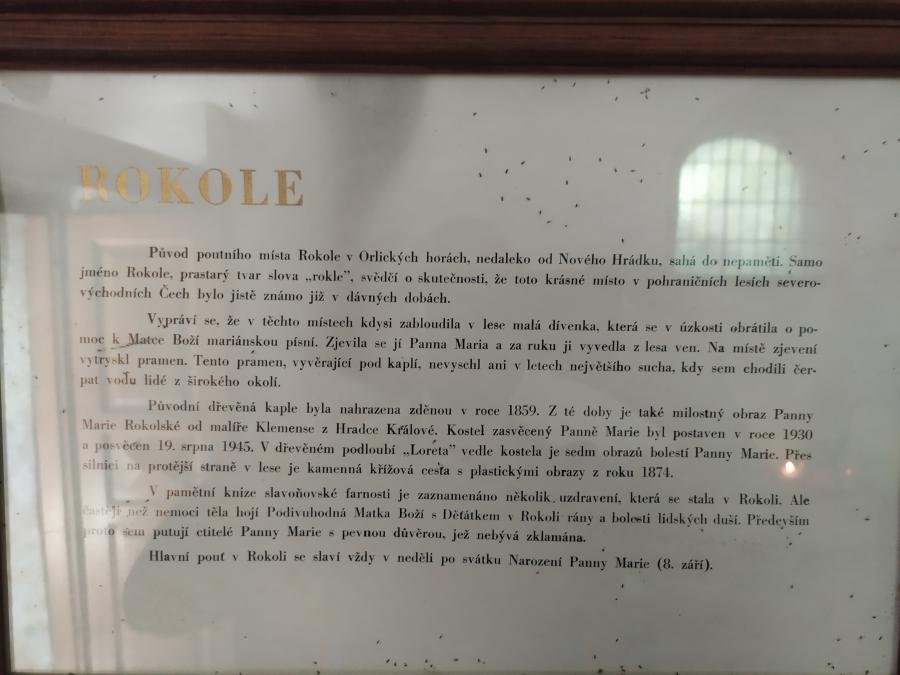 ROKOLE
Původ poutního místa Rokole v Orlických horách, nedaleko od Nového Hrádku, sahá do nepaměti. Samo
jméno Rokole, prastarý tvar slova „rokle”, svědčí o skutečnosti, že toto krásné místo v pohraničních lesích severo-
východních Čech bylo jistě známo již v dávných dobách.
Vypráví se, že v těchto místech kdysi zabloudila v lese malá dívenka, která se v úzkosti obrátila o po-
moc k Matce Boží mariánskou písní. Zjevila se jí Panna Maria a za ruku ji vyvedla z lesa ven. Na místě zjevení
vytryskl pramen. Tento pramen, vyvěrající pod kaplí, nevyschl ani v letech největšího sucha, kdy sem chodili čer-
pat vodu lidé z širokého okolí.
Původní dřevěná kaple byla nahrazena zděnou v roce 1859. Z té doby je také milostný obraz Panny
Marie Rokolské od malíře Klemense z Hradce Králové. Kostel zasvěcený Panně Marie byl postaven v roce 1930
a posvěcen 19. srpna 1945. V dřevěném podloubí „Loreta” vedle kostela je sedm obrazů bolestí Panny Marie. Přes
silnici na protější straně v lese je kamenná křížová cesta s plastickými obrazy z roku 1874.
V pamětní knize slavoňovské farnosti je zaznamenáno několik uzdravení, která se stala v Rokoli. Ale
častěji než nemoci těla hojí Podivuhodná Matka Boží s Děťátkem v Rokoli rány a bolesti lidských duší. Především
proto sem putují ctitelé Panny Marie s pevnou důvěrou, jež nebývá zklamána.
Hlavní pouť v Rokoli se slaví vždy v neděli po svátku Narození Panny Marie (8. září).